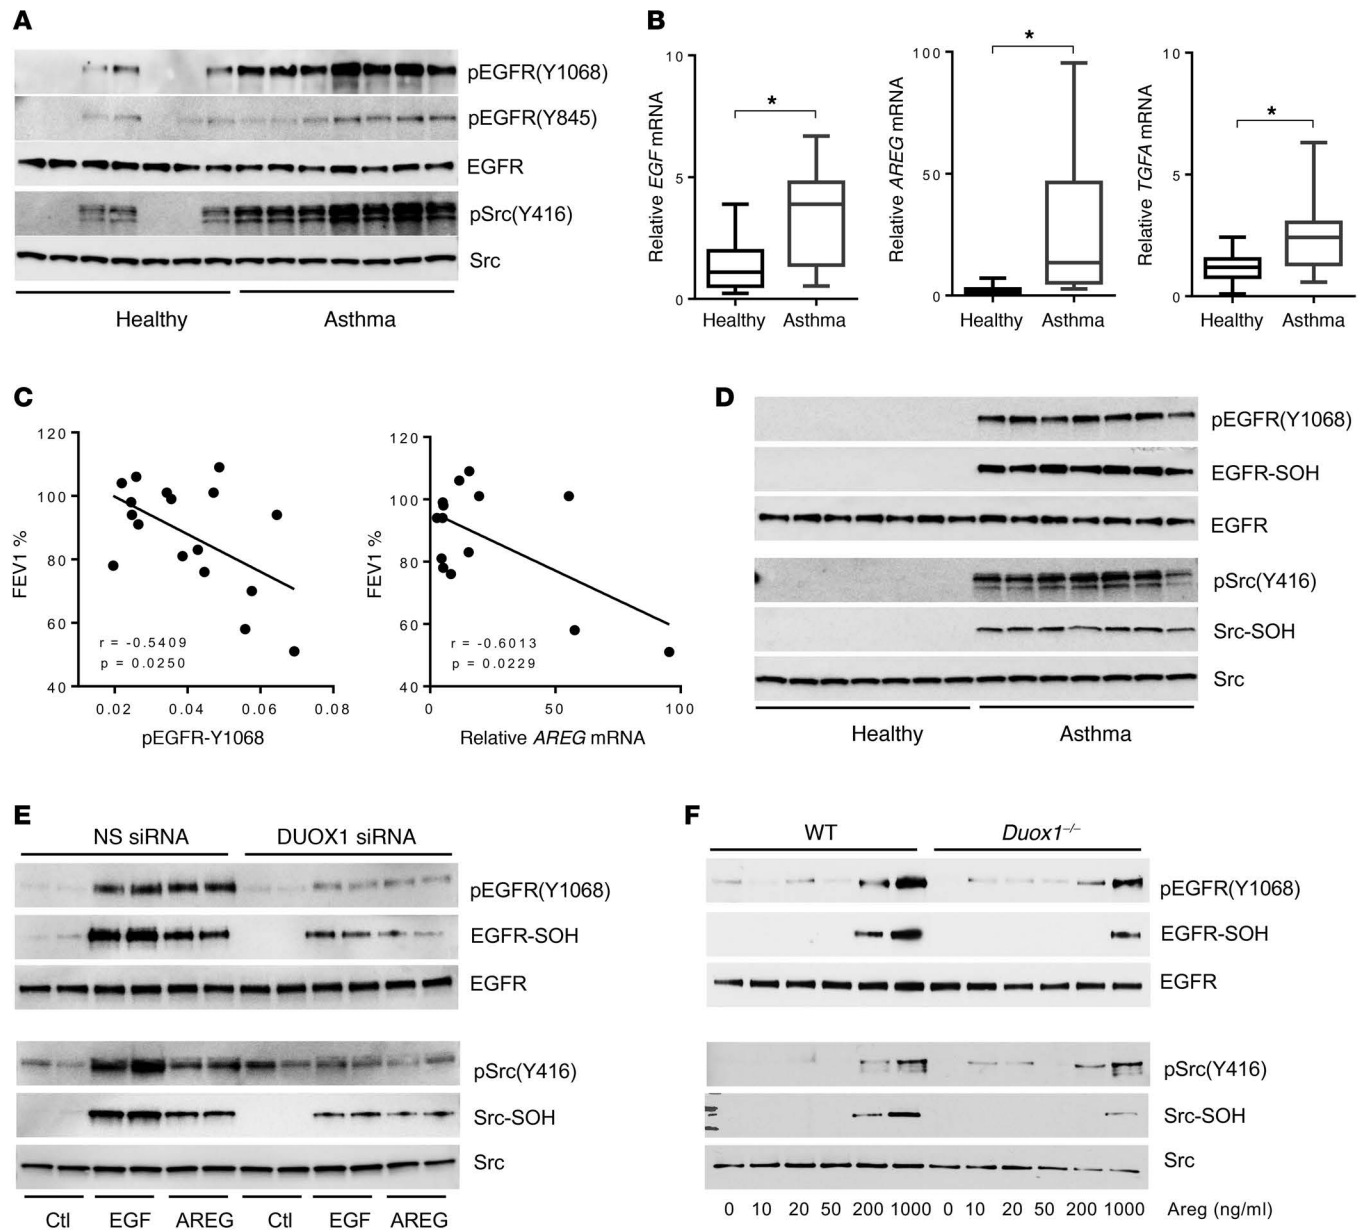 A
pEGFR(Y1068)
pEGFR(Y845)
EGFR
pSrc(Y416)
Src
Healthy Asthma
B
Relative EGF mRNA
10
5
0
*
Healthy Asthma
Relative AREG mRNA
100
50
0
*
Healthy Asthma
Relative TGFA mRNA
10
5
0
*
Healthy Asthma
C
FEV1 %
120
100
80
60
40
r = -0.5409
p = 0.0250
0.02 0.04 0.06 0.08
pEGFR-Y1068
FEV1 %
120
100
80
60
40
r = -0.6013
p = 0.0229
0 50 100
Relative AREG mRNA
D
pEGFR(Y1068)
EGFR-SOH
EGFR
pSrc(Y416)
Src-SOH
Src
Healthy Asthma
E
NS siRNA DUOX1 siRNA
pEGFR(Y1068)
EGFR-SOH
EGFR
pSrc(Y416)
Src-SOH
Src
Ctl EGF AREG Ctl EGF AREG
F
WT Duox1–/–
pEGFR(Y1068)
EGFR-SOH
EGFR
pSrc(Y416)
Src-SOH
Src
0 10 20 50 200 1000 0 10 20 50 200 1000 Areg (ng/ml)